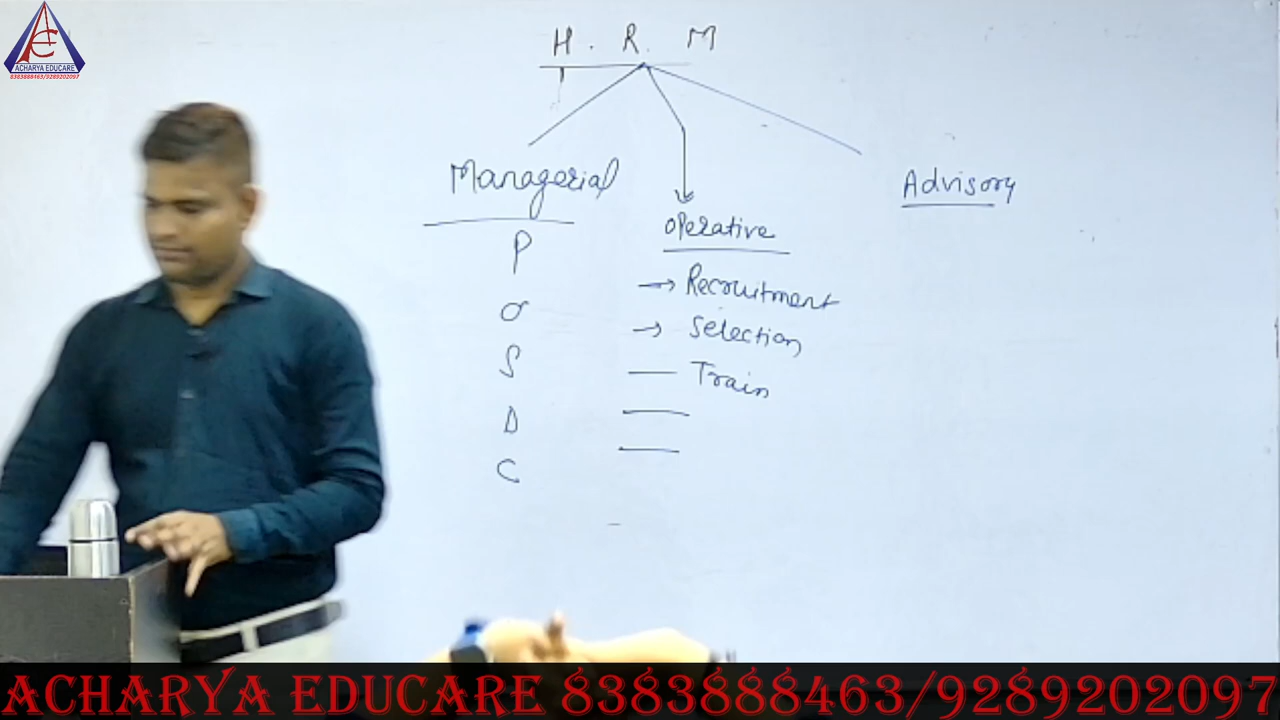 ACHARYA EDUCARE
8383888463/9289202097
H. R. M
Managerial
P
O
S
D
C
Operative
→ Recruitment
→ Selection
— Train
Advisory
ACHARYA EDUCARE 8383888463/9289202097